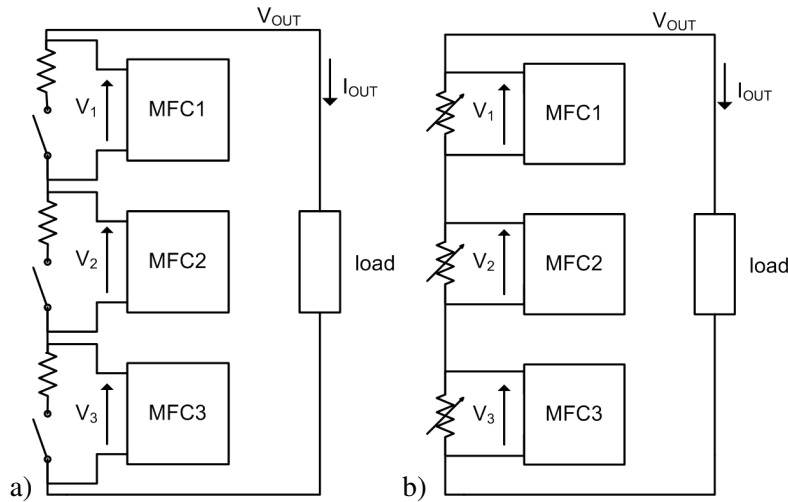 V_OUT
I_OUT
V_1
MFC1
V_2
MFC2
load
V_3
MFC3
a)
V_OUT
I_OUT
V_1
MFC1
V_2
MFC2
load
V_3
MFC3
b)